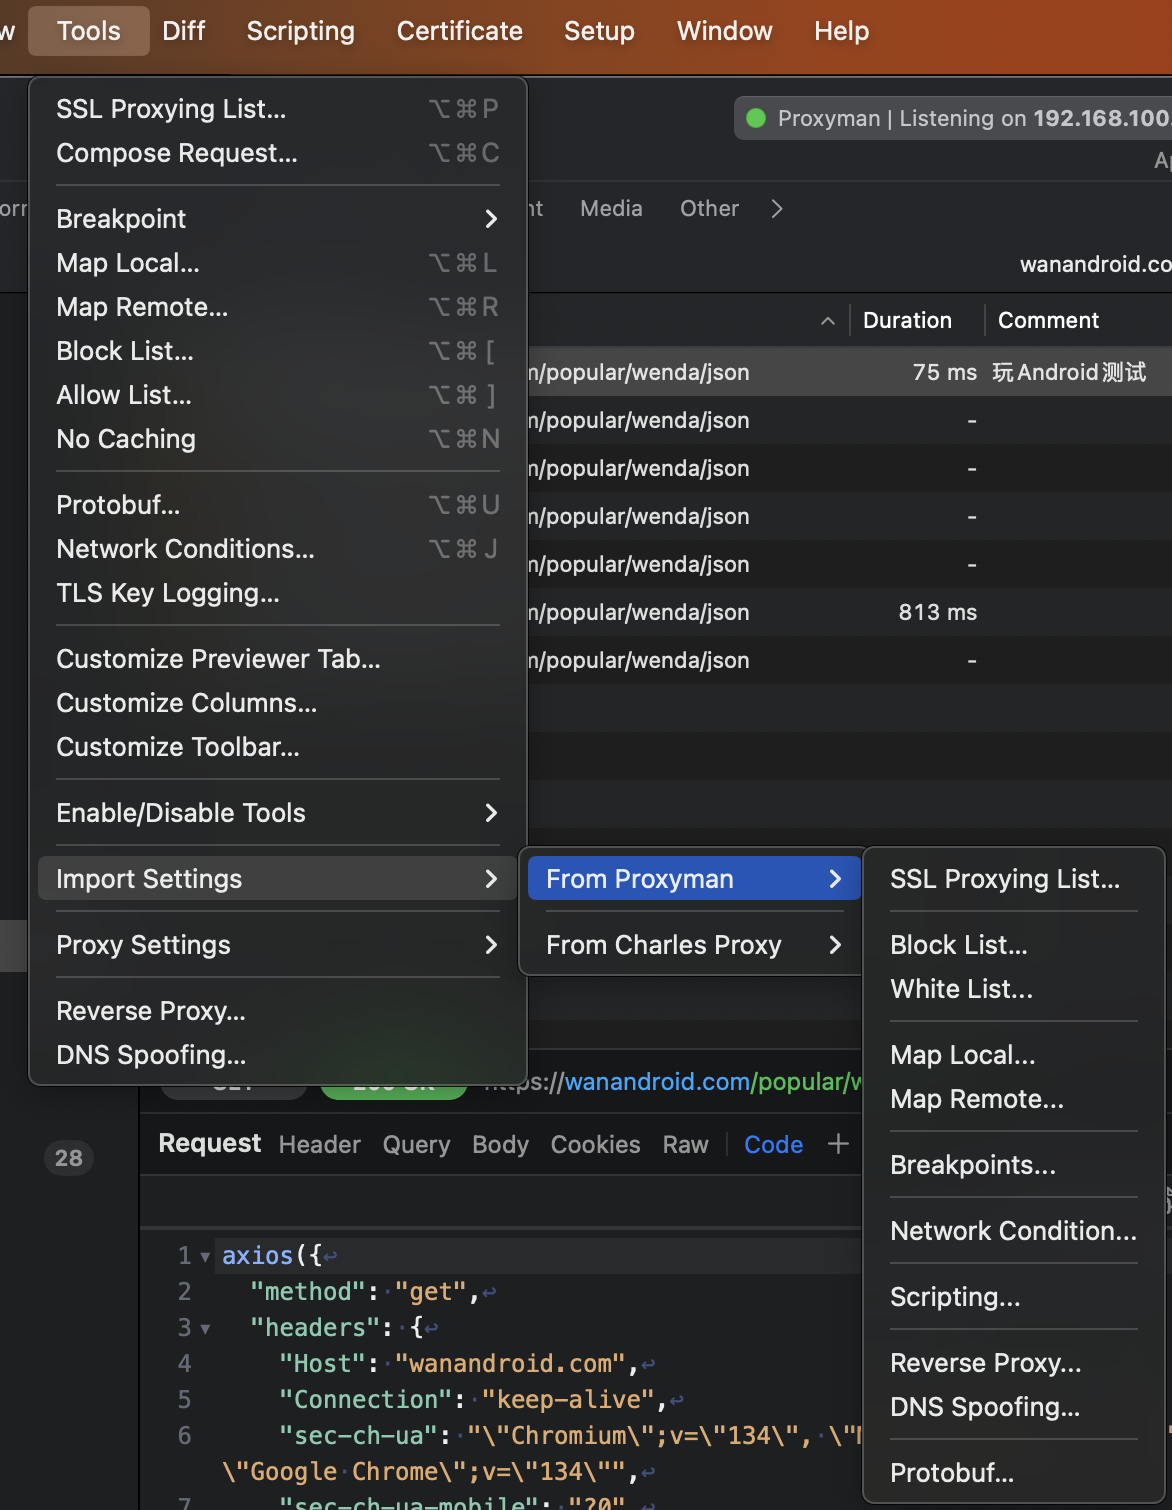 Tools Diff Scripting Certificate Setup Window Help
SSL Proxying List... ⌥⌘P
Compose Request... ⌥⌘C
Breakpoint
Map Local... ⌥⌘L
Map Remote... ⌥⌘R
Block List... ⌥⌘[
Allow List... ⌥⌘]
No Caching ⌥⌘N
Protobuf... ⌥⌘U
Network Conditions... ⌥⌘J
TLS Key Logging...
Customize Previewer Tab...
Customize Columns...
Customize Toolbar...
Enable/Disable Tools
Import Settings
Proxy Settings
Reverse Proxy...
DNS Spoofing...
From Proxyman
From Charles Proxy
SSL Proxying List...
Block List...
White List...
Map Local...
Map Remote...
Breakpoints...
Network Condition...
Scripting...
Reverse Proxy...
DNS Spoofing...
Protobuf...
Proxyman | Listening on 192.168.100.
Media Other
wanandroid.co
Duration Comment
m/popular/wenda/json 75 ms 玩Android测试
m/popular/wenda/json -
m/popular/wenda/json -
m/popular/wenda/json -
m/popular/wenda/json -
m/popular/wenda/json 813 ms
m/popular/wenda/json -
https://wanandroid.com/popular/w
28
Request Header Query Body Cookies Raw Code +
1 axios({
2 "method": "get",
3 "headers": {
4 "Host": "wanandroid.com",
5 "Connection": "keep-alive",
6 "sec-ch-ua": "\"Chromium\";v=\"134\", \"
\"Google Chrome\";v=\"134\"",
7 "sec-ch-ua-mobile": "?0"